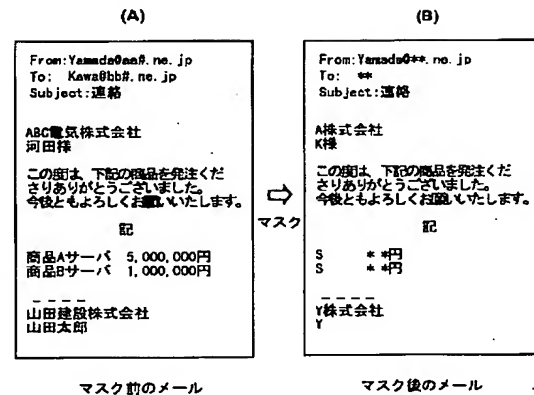 (A)
From:Yamada@aa#.ne.jp
To: Kawa@bb#.ne.jp
Subject:連絡
ABC電気株式会社
河田様
この度は、下記の商品を発注くだ
さりありがとうございました。
今後ともよろしくお願いいたします。
記
商品Aサーバ 5,000,000円
商品Bサーバ 1,000,000円
－－－－
山田建設株式会社
山田太郎
マスク前のメール
⇨
マスク
(B)
From:Yamada@**.ne.jp
To: **
Subject:連絡
A株式会社
K様
この度は、下記の商品を発注くだ
さりありがとうございました。
今後ともよろしくお願いいたします。
記
S * *円
S * *円
－－－－
Y株式会社
Y
マスク後のメール